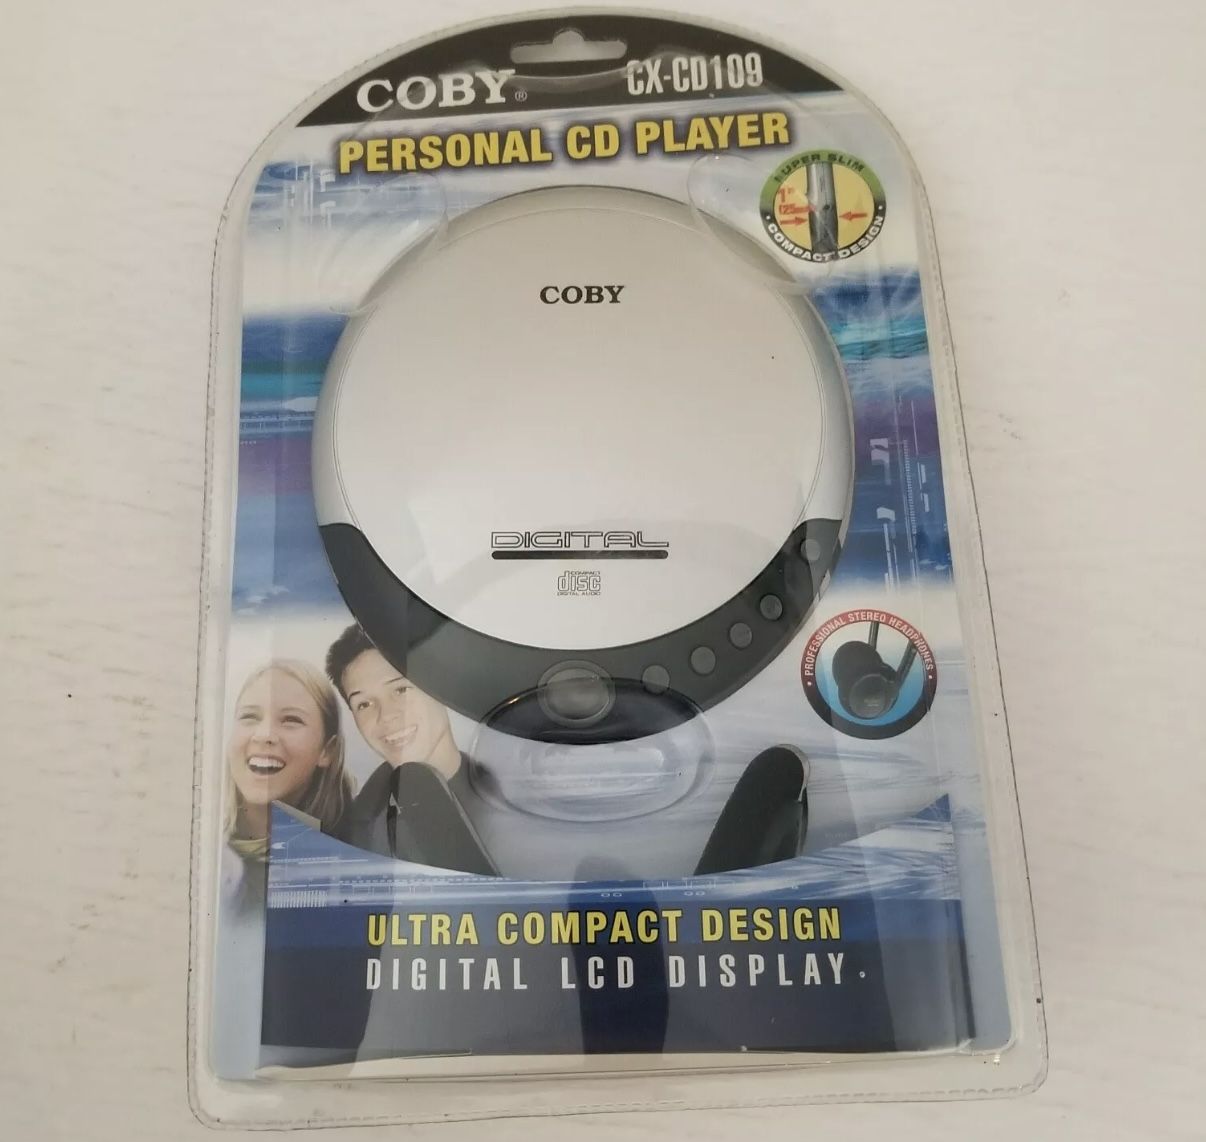 COBY®
CX-CD109
PERSONAL CD PLAYER
SUPER SLIM
1"
COMPACT DESIGN
COBY
DIGITAL
COMPACT
disc
DIGITAL AUDIO
PROFESSIONAL STEREO HEADPHONES
ULTRA COMPACT DESIGN
DIGITAL LCD DISPLAY